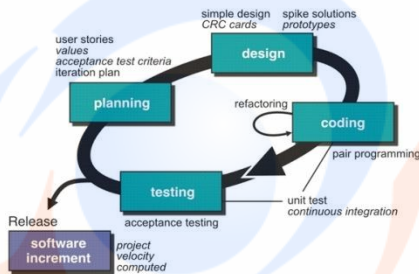 simple design
CRC cards
spike solutions
prototypes
user stories
values
acceptance test criteria
iteration plan
design
planning
refactoring
coding
pair programming
testing
unit test
continuous integration
acceptance testing
Release
software
increment
project
velocity
computed